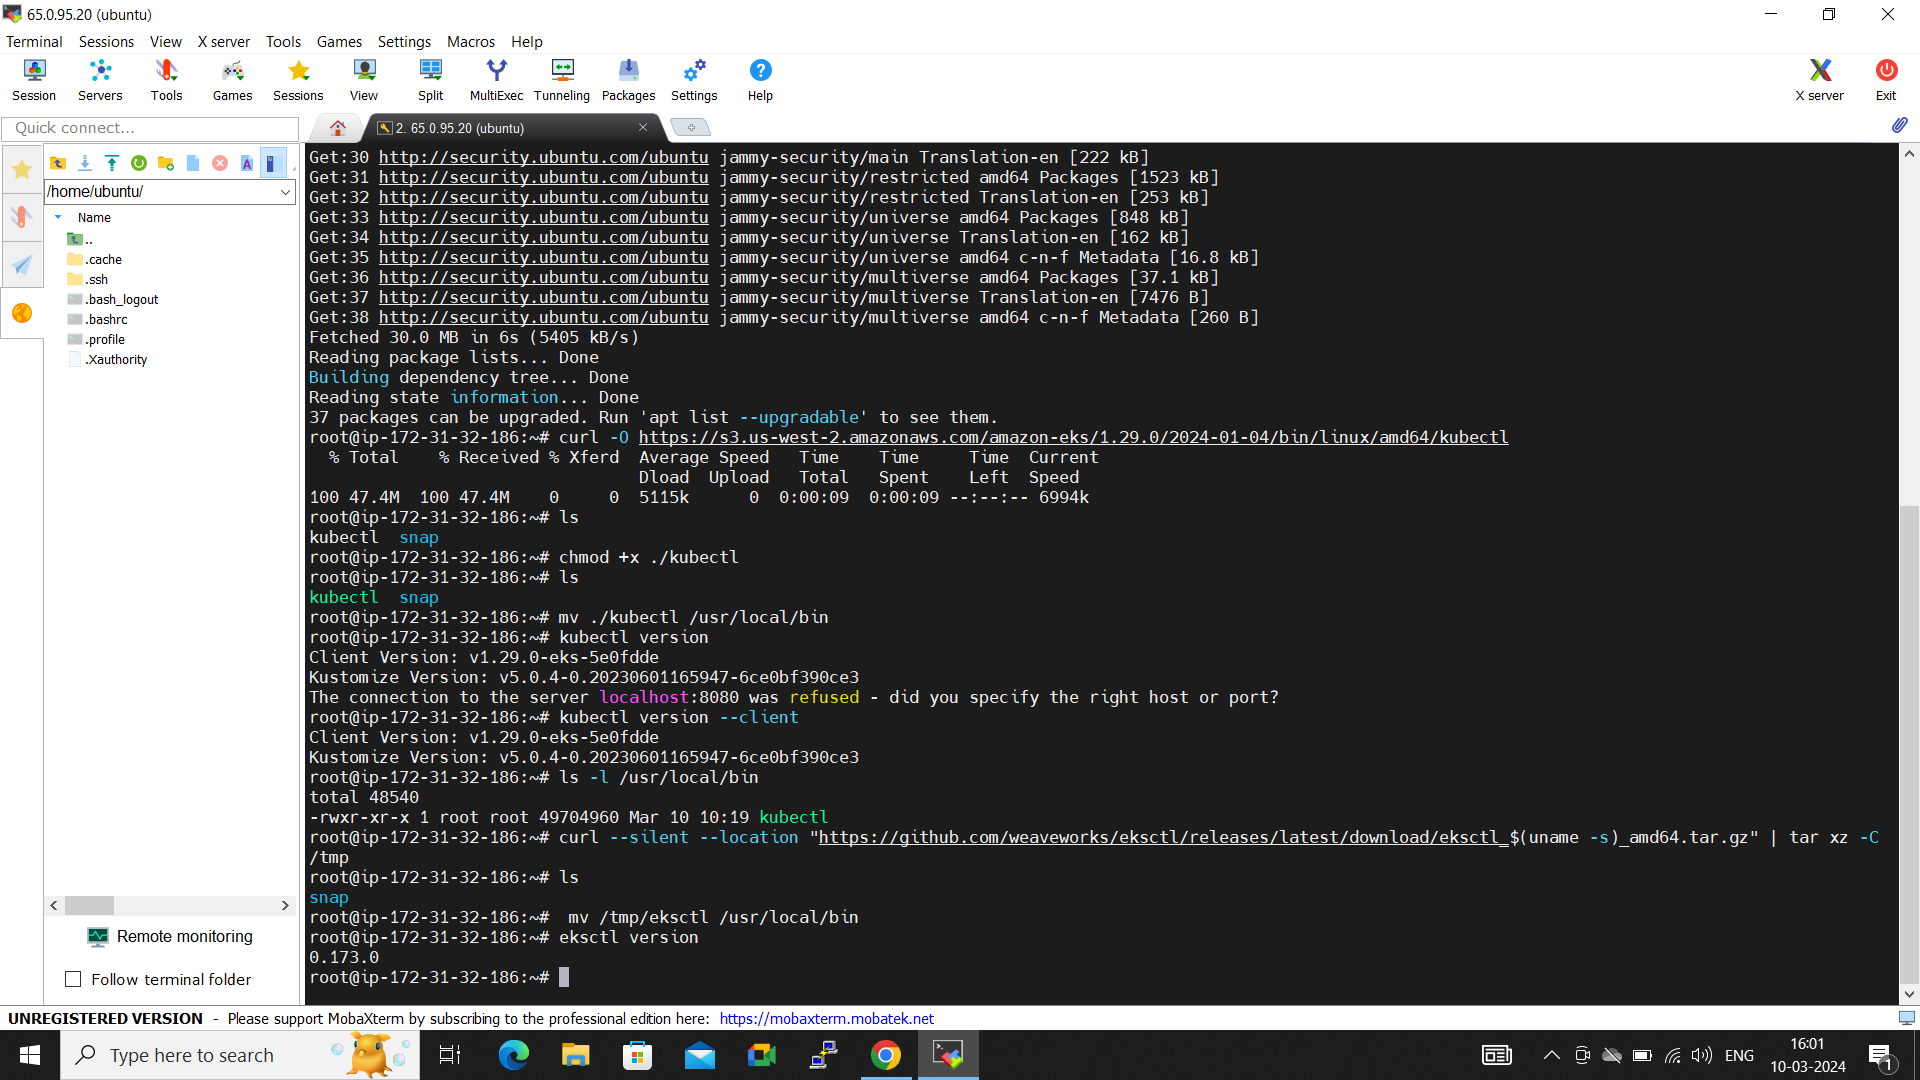 65.0.95.20 (ubuntu)
Terminal Sessions View X server Tools Games Settings Macros Help
Session Servers Tools Games Sessions View Split MultiExec Tunneling Packages Settings Help X server Exit
Quick connect...
2. 65.0.95.20 (ubuntu)
/home/ubuntu/
Name
..
.cache
.ssh
.bash_logout
.bashrc
.profile
.Xauthority
Remote monitoring
Follow terminal folder
Get:30 http://security.ubuntu.com/ubuntu jammy-security/main Translation-en [222 kB]
Get:31 http://security.ubuntu.com/ubuntu jammy-security/restricted amd64 Packages [1523 kB]
Get:32 http://security.ubuntu.com/ubuntu jammy-security/restricted Translation-en [253 kB]
Get:33 http://security.ubuntu.com/ubuntu jammy-security/universe amd64 Packages [848 kB]
Get:34 http://security.ubuntu.com/ubuntu jammy-security/universe Translation-en [162 kB]
Get:35 http://security.ubuntu.com/ubuntu jammy-security/universe amd64 c-n-f Metadata [16.8 kB]
Get:36 http://security.ubuntu.com/ubuntu jammy-security/multiverse amd64 Packages [37.1 kB]
Get:37 http://security.ubuntu.com/ubuntu jammy-security/multiverse Translation-en [7476 B]
Get:38 http://security.ubuntu.com/ubuntu jammy-security/multiverse amd64 c-n-f Metadata [260 B]
Fetched 30.0 MB in 6s (5405 kB/s)
Reading package lists... Done
Building dependency tree... Done
Reading state information... Done
37 packages can be upgraded. Run 'apt list --upgradable' to see them.
root@ip-172-31-32-186:~# curl -O https://s3.us-west-2.amazonaws.com/amazon-eks/1.29.0/2024-01-04/bin/linux/amd64/kubectl
% Total % Received % Xferd Average Speed Time Time Time Current
Dload Upload Total Spent Left Speed
100 47.4M 100 47.4M 0 0 5115k 0 0:00:09 0:00:09 --:--:-- 6994k
root@ip-172-31-32-186:~# ls
kubectl snap
root@ip-172-31-32-186:~# chmod +x ./kubectl
root@ip-172-31-32-186:~# ls
kubectl snap
root@ip-172-31-32-186:~# mv ./kubectl /usr/local/bin
root@ip-172-31-32-186:~# kubectl version
Client Version: v1.29.0-eks-5e0fdde
Kustomize Version: v5.0.4-0.20230601165947-6ce0bf390ce3
The connection to the server localhost:8080 was refused - did you specify the right host or port?
root@ip-172-31-32-186:~# kubectl version --client
Client Version: v1.29.0-eks-5e0fdde
Kustomize Version: v5.0.4-0.20230601165947-6ce0bf390ce3
root@ip-172-31-32-186:~# ls -l /usr/local/bin
total 48540
-rwxr-xr-x 1 root root 49704960 Mar 10 10:19 kubectl
root@ip-172-31-32-186:~# curl --silent --location "https://github.com/weaveworks/eksctl/releases/latest/download/eksctl_$(uname -s)_amd64.tar.gz" | tar xz -C
/tmp
root@ip-172-31-32-186:~# ls
snap
root@ip-172-31-32-186:~# mv /tmp/eksctl /usr/local/bin
root@ip-172-31-32-186:~# eksctl version
0.173.0
root@ip-172-31-32-186:~#
UNREGISTERED VERSION - Please support MobaXterm by subscribing to the professional edition here: https://mobaxterm.mobatek.net
Type here to search
ENG
16:01
10-03-2024
1